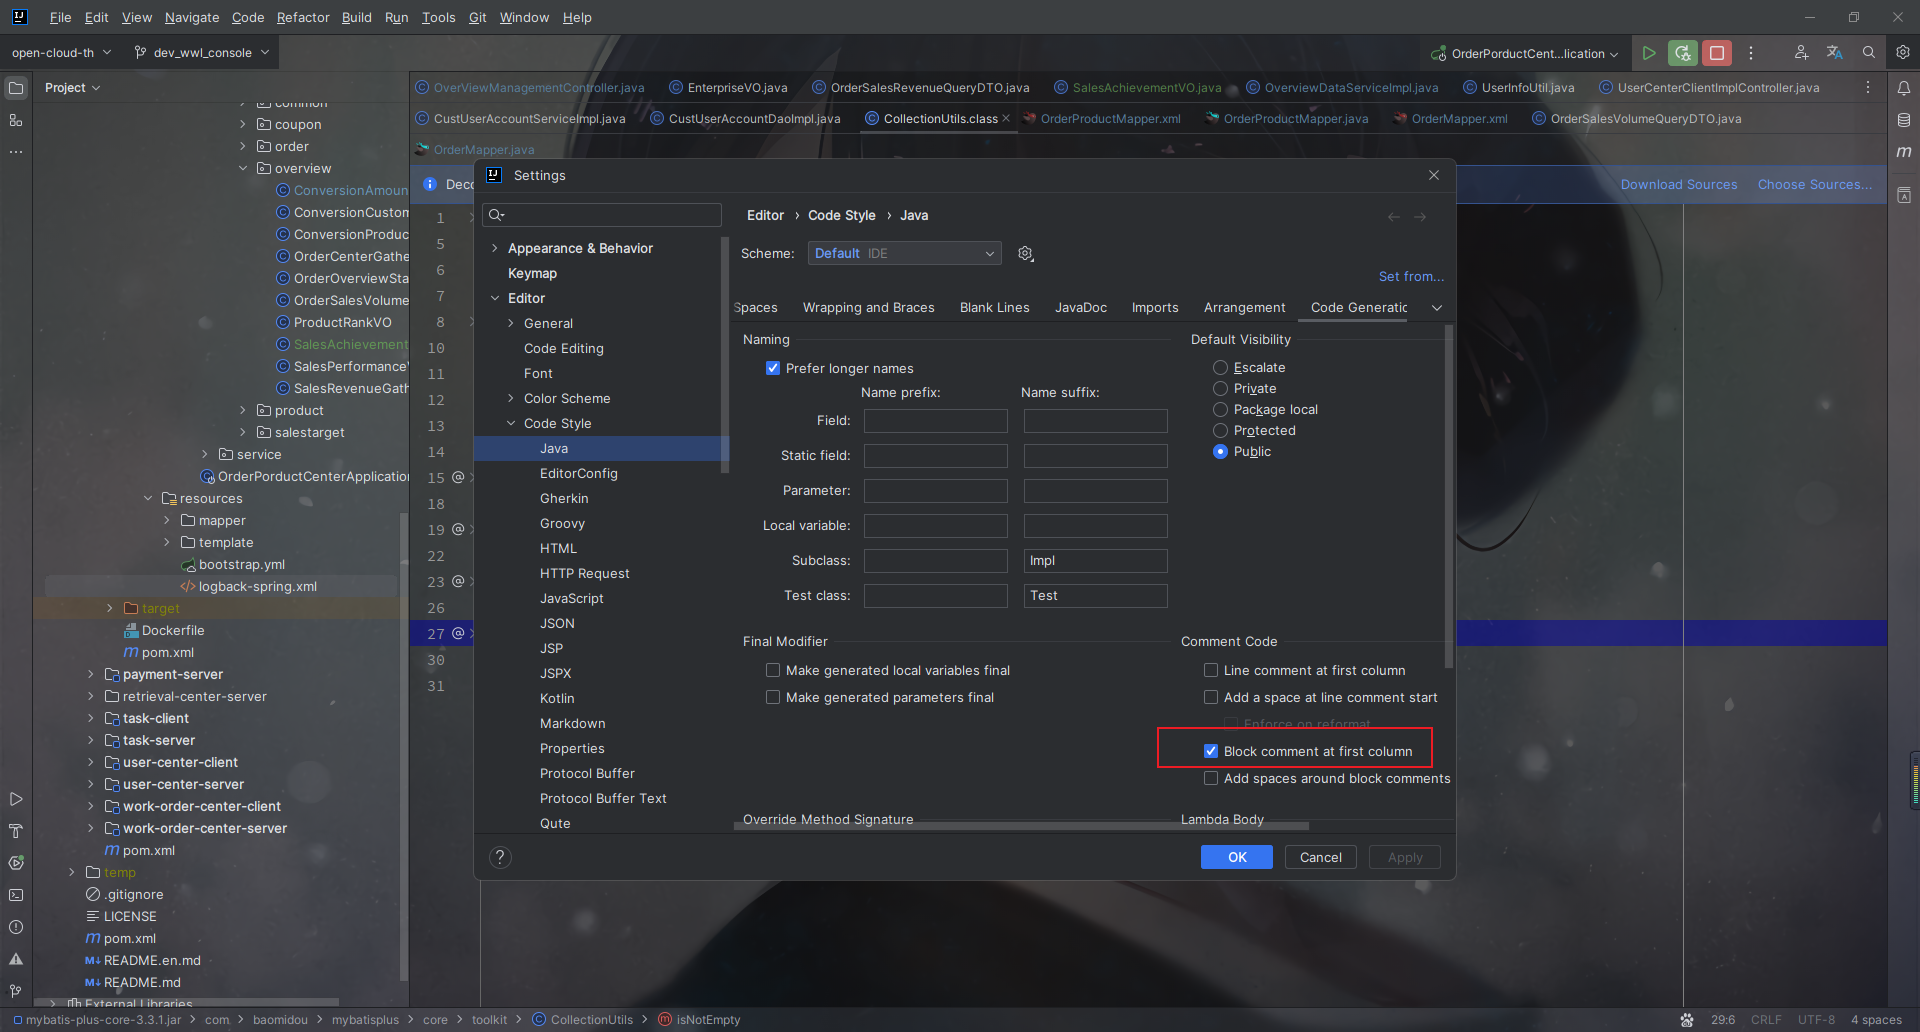 File Edit View Navigate Code Refactor Build Run Tools Git Window Help
open-cloud-th dev_wwl_console OrderPorductCent...lication
Project
OverViewManagementController.java EnterpriseVO.java OrderSalesRevenueQueryDTO.java SalesAchievementVO.java OverviewDataServiceImpl.java UserInfoUtil.java UserCenterClientImplController.java
CustUserAccountServiceImpl.java CustUserAccountDaoImpl.java CollectionUtils.class OrderProductMapper.xml OrderProductMapper.java OrderMapper.xml OrderSalesVolumeQueryDTO.java
OrderMapper.java
Deco Download Sources Choose Sources...
common
coupon
order
overview
ConversionAmoun
ConversionCustom
ConversionProduc
OrderCenterGathe
OrderOverviewSta
OrderSalesVolume
ProductRankVO
SalesAchievement
SalesPerformanceV
SalesRevenueGath
product
salestarget
service
OrderPorductCenterApplication
resources
mapper
template
bootstrap.yml
logback-spring.xml
target
Dockerfile
pom.xml
payment-server
retrieval-center-server
task-client
task-server
user-center-client
user-center-server
work-order-center-client
work-order-center-server
pom.xml
temp
.gitignore
LICENSE
pom.xml
README.en.md
README.md
External Libraries
1
5
6
7
8
10
11
12
13
14
15 @
18
19 @
22
23 @
26
27 @
30
31
Settings
Appearance & Behavior
Keymap
Editor
General
Code Editing
Font
Color Scheme
Code Style
Java
EditorConfig
Gherkin
Groovy
HTML
HTTP Request
JavaScript
JSON
JSP
JSPX
Kotlin
Markdown
Properties
Protocol Buffer
Protocol Buffer Text
Qute
Editor › Code Style › Java
Scheme: Default IDE
Set from...
Spaces Wrapping and Braces Blank Lines JavaDoc Imports Arrangement Code Generatic
Naming
Prefer longer names
Name prefix: Name suffix:
Field:
Static field:
Parameter:
Local variable:
Subclass: Impl
Test class: Test
Default Visibility
Escalate
Private
Package local
Protected
Public
Final Modifier
Make generated local variables final
Make generated parameters final
Comment Code
Line comment at first column
Add a space at line comment start
Enforce on reformat
Block comment at first column
Add spaces around block comments
Override Method Signature Lambda Body
? OK Cancel Apply
mybatis-plus-core-3.3.1.jar com baomidou mybatisplus core toolkit CollectionUtils isNotEmpty 29:6 CRLF UTF-8 4 spaces